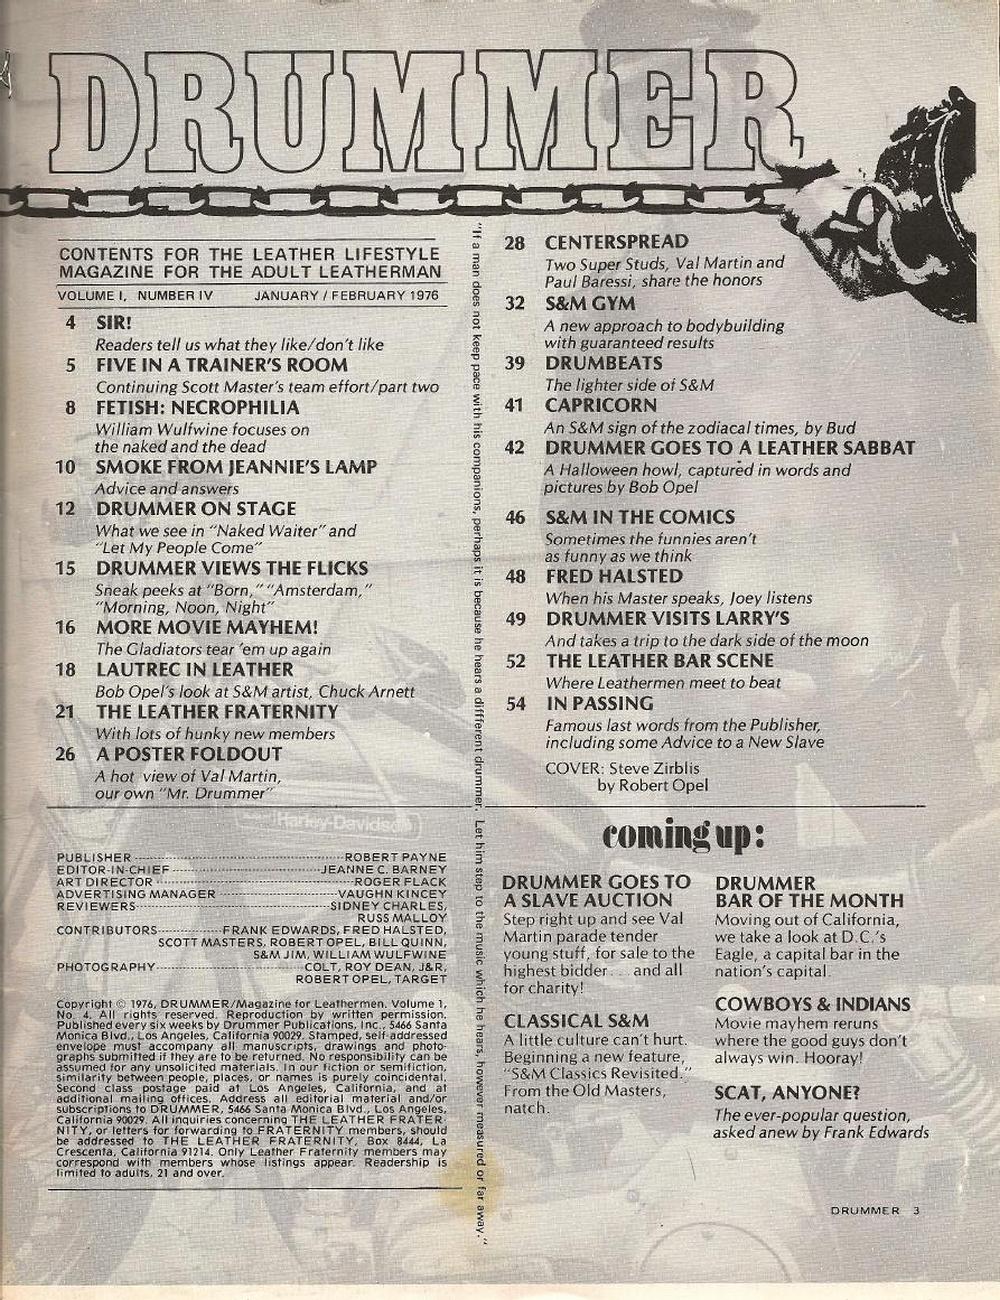 DRUMMER
CONTENTS FOR THE LEATHER LIFESTYLE
MAGAZINE FOR THE ADULT LEATHERMAN
VOLUME I, NUMBER IV JANUARY / FEBRUARY 1976
4 SIR!
Readers tell us what they like/don't like
5 FIVE IN A TRAINER'S ROOM
Continuing Scott Master's team effort/part two
8 FETISH: NECROPHILIA
William Wulfwine focuses on
the naked and the dead
10 SMOKE FROM JEANNIE'S LAMP
Advice and answers
12 DRUMMER ON STAGE
What we see in "Naked Waiter" and
"Let My People Come"
15 DRUMMER VIEWS THE FLICKS
Sneak peeks at "Born," "Amsterdam,"
"Morning, Noon, Night"
16 MORE MOVIE MAYHEM!
The Gladiators tear 'em up again
18 LAUTREC IN LEATHER
Bob Opel's look at S&M artist, Chuck Arnett
21 THE LEATHER FRATERNITY
With lots of hunky new members
26 A POSTER FOLDOUT
A hot view of Val Martin,
our own "Mr. Drummer"
"If a man does not keep pace with his companions, perhaps it is because he hears a diffferent drummer. Let him step to the music which he hears, however measured or far away."
28 CENTERSPREAD
Two Super Studs, Val Martin and
Paul Baressi, share the honors
32 S&M GYM
A new approach to bodybuilding
with guaranteed results
39 DRUMBEATS
The lighter side of S&M
41 CAPRICORN
An S&M sign of the zodiacal times, by Bud
42 DRUMMER GOES TO A LEATHER SABBAT
A Halloween howl, captured in words and
pictures by Bob Opel
46 S&M IN THE COMICS
Sometimes the funnies aren't
as funny as we think
48 FRED HALSTED
When his Master speaks, Joey listens
49 DRUMMER VISITS LARRY'S
And takes a trip to the dark side of the moon
52 THE LEATHER BAR SCENE
Where Leathermen meet to beat
54 IN PASSING
Famous last words from the Publisher,
including some Advice to a New Slave
COVER: Steve Zirblis
by Robert Opel
Harley-Davidson
PUBLISHER ROBERT PAYNE
EDITOR-IN-CHIEF JEANNE C. BARNEY
ART DIRECTOR ROGER FLACK
ADVERTISING MANAGER VAUGHN KINCEY
REVIEWERS SIDNEY CHARLES,
RUSS MALLOY
CONTRIBUTORS FRANK EDWARDS, FRED HALSTED,
SCOTT MASTERS, ROBERT OPEL, BILL QUINN,
S&M JIM, WILLIAM WULFWINE
PHOTOGRAPHY COLT, ROY DEAN, J&R,
ROBERT OPEL, TARGET
Copyright © 1976, DRUMMER/Magazine for Leathermen. Volume 1,
No. 4. All rights reserved. Reproduction by written permission.
Published every six weeks by Drummer Publications, Inc., 5466 Santa
Monica Blvd., Los Angeles, California 90029. Stamped, self-addressed
envelope must accompany all manuscripts, drawings and photo-
graphs submitted if they are to be returned. No responsibility can be
assumed for any unsolicited materials. In our fiction or semifiction,
similarity between people, places, or names is purely coincidental.
Second class postage paid at Los Angeles, California and at
additional mailing offices. Address all editorial material and/or
subscriptions to DRUMMER, 5466 Santa Monica Blvd., Los Angeles,
California 90029. All inquiries concerning THE LEATHER FRATER-
NITY, or letters for forwarding to FRATERNITY members, should
be addressed to THE LEATHER FRATERNITY, Box 8444, La
Crescenta, California 91214. Only Leather Fraternity members may
correspond with members whose listings appear. Readership is
limited to adults, 21 and over.
coming up:
DRUMMER GOES TO
A SLAVE AUCTION
Step right up and see Val
Martin parade tender
young stuff, for sale to the
highest bidder . . . and all
for charity!
CLASSICAL S&M
A little culture can't hurt.
Beginning a new feature,
"S&M Classics Revisited."
From the Old Masters,
natch.
DRUMMER
BAR OF THE MONTH
Moving out of California,
we take a look at D.C.'s
Eagle, a capital bar in the
nation's capital.
COWBOYS & INDIANS
Movie mayhem reruns
where the good guys don't
always win. Hooray!
SCAT, ANYONE?
The ever-popular question,
asked anew by Frank Edwards
DRUMMER 3